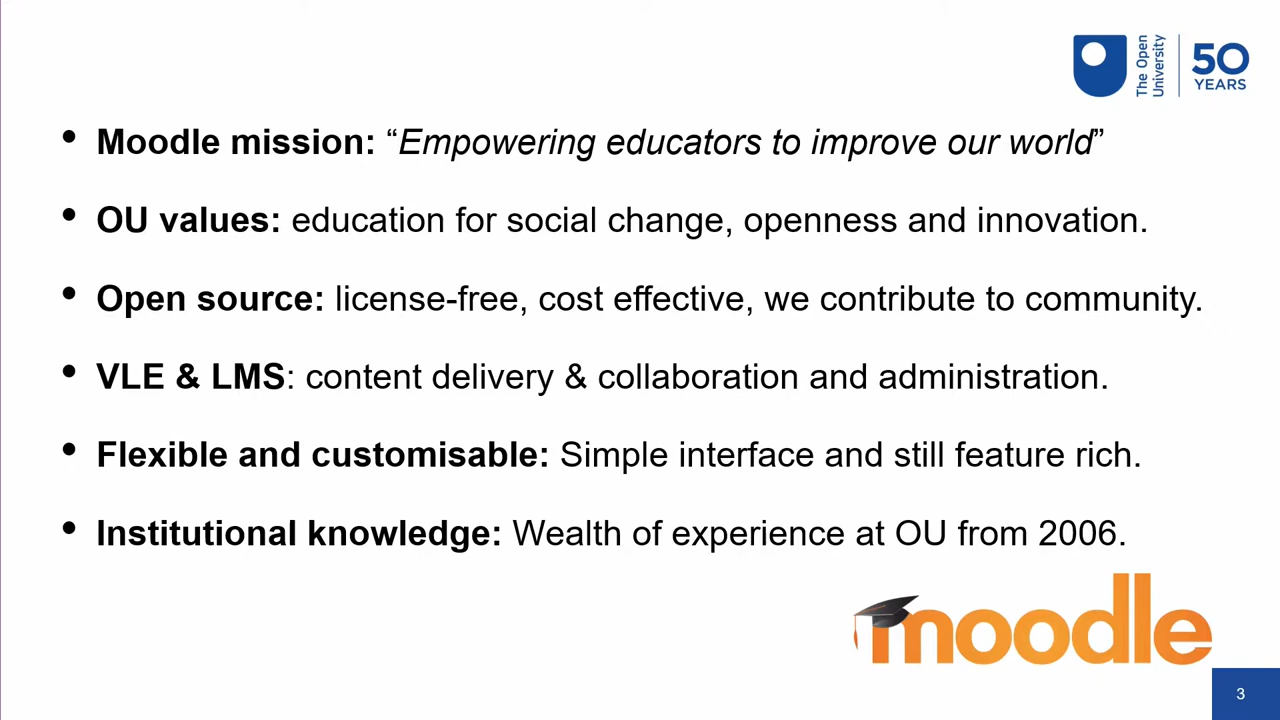 The Open
University
50
YEARS
• Moodle mission: “Empowering educators to improve our world”
• OU values: education for social change, openness and innovation.
• Open source: license-free, cost effective, we contribute to community.
• VLE & LMS: content delivery & collaboration and administration.
• Flexible and customisable: Simple interface and still feature rich.
• Institutional knowledge: Wealth of experience at OU from 2006.
moodle
3